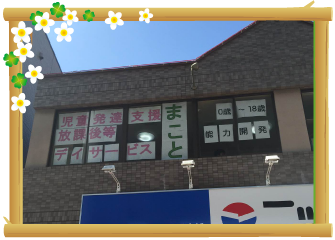 児童発達支援
放課後等
デイサービス
まこと
0歳～18歳
能力開発